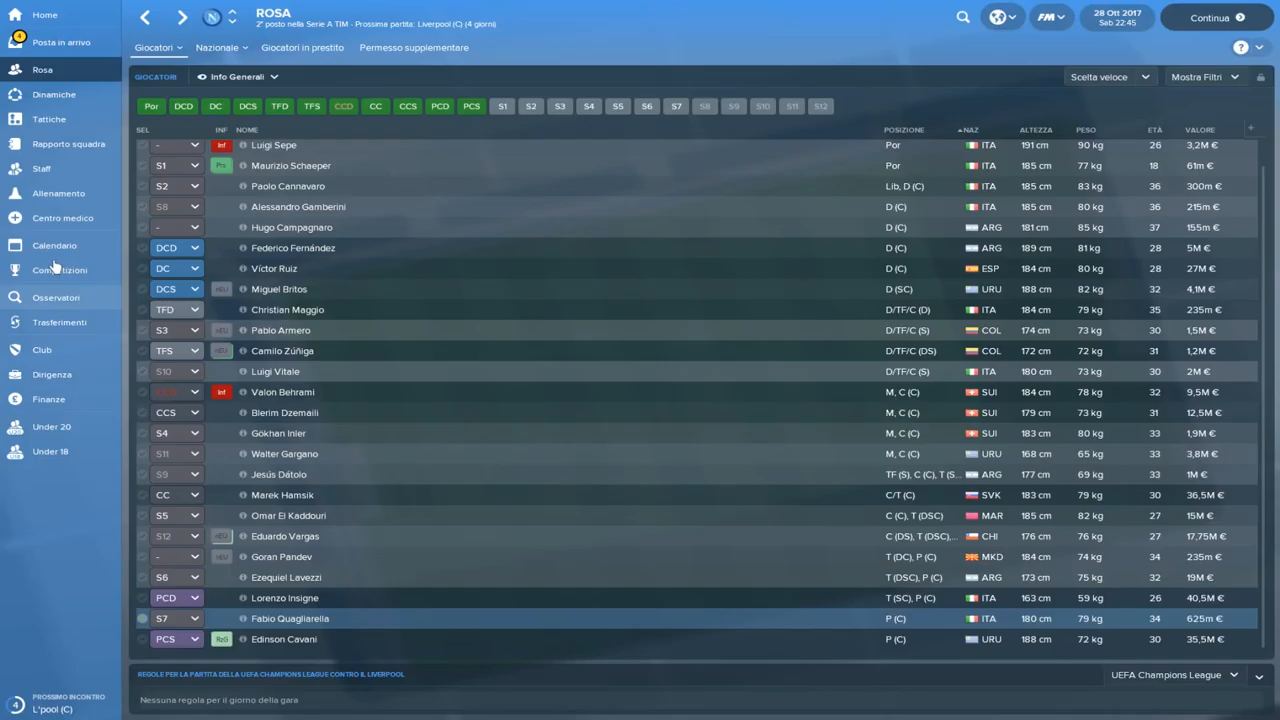 Home
4
Posta in arrivo
Rosa
Dinamiche
Tattiche
Rapporto squadra
Staff
Allenamento
Centro medico
Calendario
Competizioni
Osservatori
Trasferimenti
Club
Dirigenza
Finanze
Under 20
Under 18
4
PROSSIMO INCONTRO
L'pool (C)
N
ROSA
2° posto nella Serie A TIM - Prossima partita: Liverpool (C) (4 giorni)
FM
28 Ott 2017
Sab 22:45
Continua
Giocatori Nazionale Giocatori in prestito Permesso supplementare
?
GIOCATORI Info Generali Scelta veloce Mostra Filtri
Por DCD DC DCS TFD TFS CCD CC CCS PCD PCS S1 S2 S3 S4 S5 S6 S7 S8 S9 S10 S11 S12
SEL INF NOME POSIZIONE NAZ ALTEZZA PESO ETÀ VALORE
- Inf Luigi Sepe Por ITA 191 cm 90 kg 26 3,2M €
S1 Pro Maurizio Schaeper Por ITA 185 cm 77 kg 18 61m €
S2 Paolo Cannavaro Lib, D (C) ITA 185 cm 83 kg 36 300m €
S8 Alessandro Gamberini D (C) ITA 185 cm 80 kg 36 215m €
- Hugo Campagnaro D (C) ARG 181 cm 85 kg 37 155m €
DCD Federico Fernández D (C) ARG 189 cm 81 kg 28 5M €
DC Víctor Ruiz D (C) ESP 184 cm 80 kg 28 27M €
DCS nEU Miguel Britos D (SC) URU 188 cm 82 kg 32 4,1M €
TFD Christian Maggio D/TF/C (D) ITA 184 cm 79 kg 35 235m €
S3 nEU Pablo Armero D/TF/C (S) COL 174 cm 73 kg 30 1,5M €
TFS nEU Camilo Zúñiga D/TF/C (DS) COL 172 cm 72 kg 31 1,2M €
S10 Luigi Vitale D/TF/C (S) ITA 180 cm 73 kg 30 2M €
Inf Valon Behrami M, C (C) SUI 184 cm 78 kg 32 9,5M €
CCS Blerim Dzemaili M, C (C) SUI 179 cm 73 kg 31 12,5M €
S4 Gökhan Inler M, C (C) SUI 183 cm 80 kg 33 1,9M €
S11 Walter Gargano M, C (C) URU 168 cm 65 kg 33 3,8M €
S9 Jesús Dátolo TF (S), C (C), T (S... ARG 177 cm 69 kg 33 1M €
CC Marek Hamsik C/T (C) SVK 183 cm 79 kg 30 36,5M €
S5 Omar El Kaddouri C (C), T (DSC) MAR 185 cm 82 kg 27 15M €
S12 nEU Eduardo Vargas C (DS), T (DSC),... CHI 176 cm 76 kg 27 17,75M €
- nEU Goran Pandev T (DC), P (C) MKD 184 cm 74 kg 34 235m €
S6 Ezequiel Lavezzi T (DSC), P (C) ARG 173 cm 75 kg 32 19M €
PCD Lorenzo Insigne T (SC), P (C) ITA 163 cm 59 kg 26 40,5M €
S7 Fabio Quagliarella P (C) ITA 180 cm 79 kg 34 625m €
PCS RzG Edinson Cavani P (C) URU 188 cm 72 kg 30 35,5M €
REGOLE PER LA PARTITA DELLA UEFA CHAMPIONS LEAGUE CONTRO IL LIVERPOOL UEFA Champions League
Nessuna regola per il giorno della gara